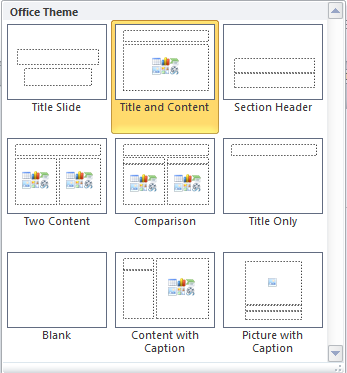 Office Theme
Title Slide
Title and Content
Section Header
Two Content
Comparison
Title Only
Blank
Content with
Caption
Picture with
Caption